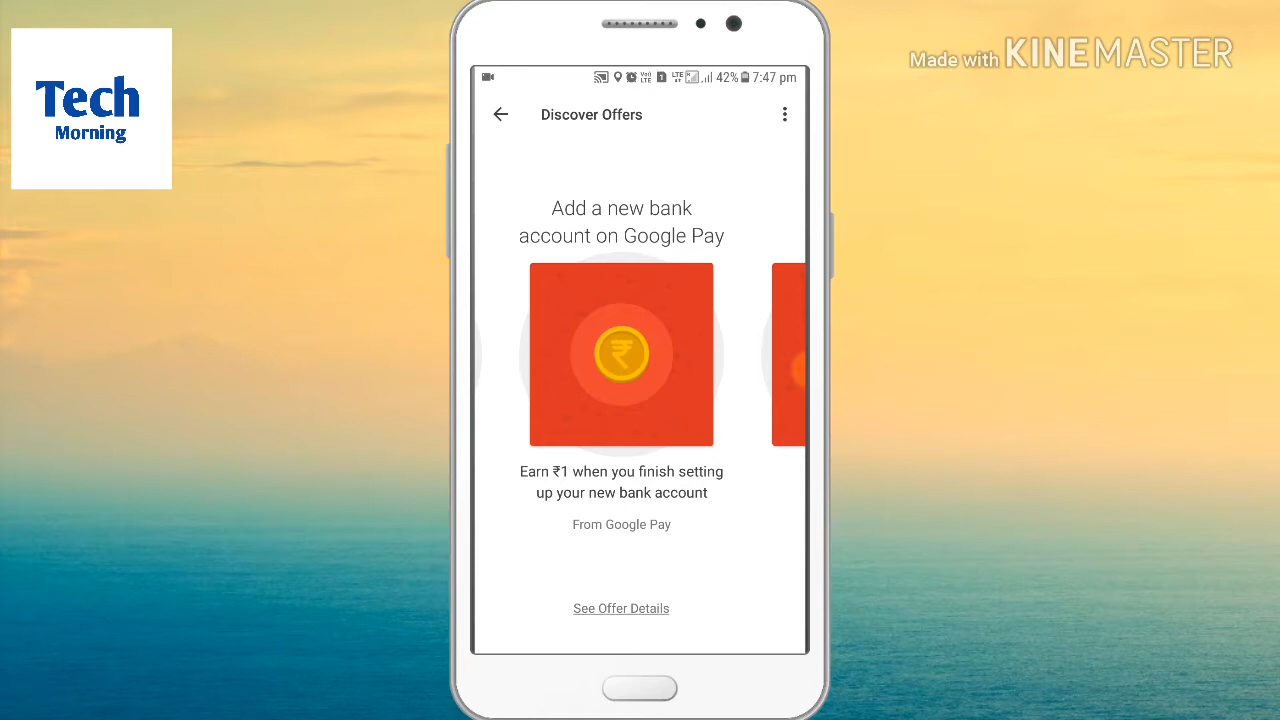 Tech
Morning
Made with KINEMASTER
42% 7:47 pm
Discover Offers
Add a new bank
account on Google Pay
₹
Earn ₹1 when you finish setting
up your new bank account
From Google Pay
See Offer Details